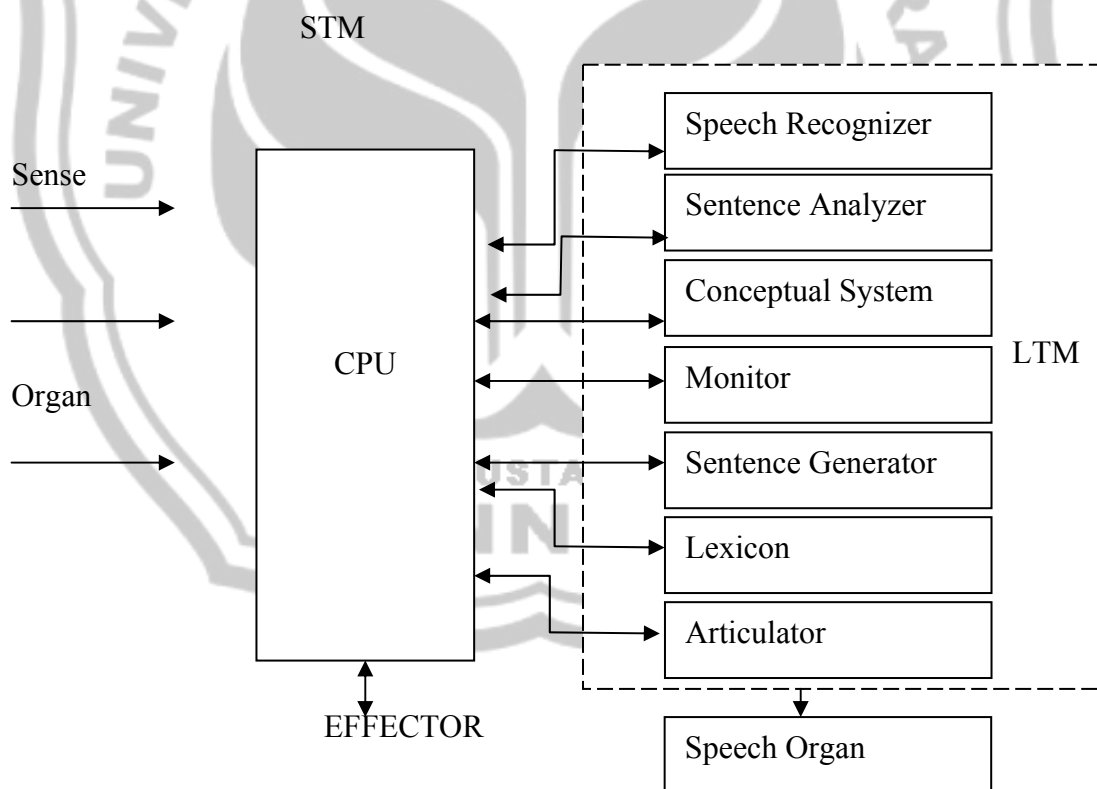 STM
Speech Recognizer
Sense
Sentence Analyzer
Conceptual System
CPU
LTM
Monitor
Organ
Sentence Generator
Lexicon
Articulator
EFFECTOR
Speech Organ